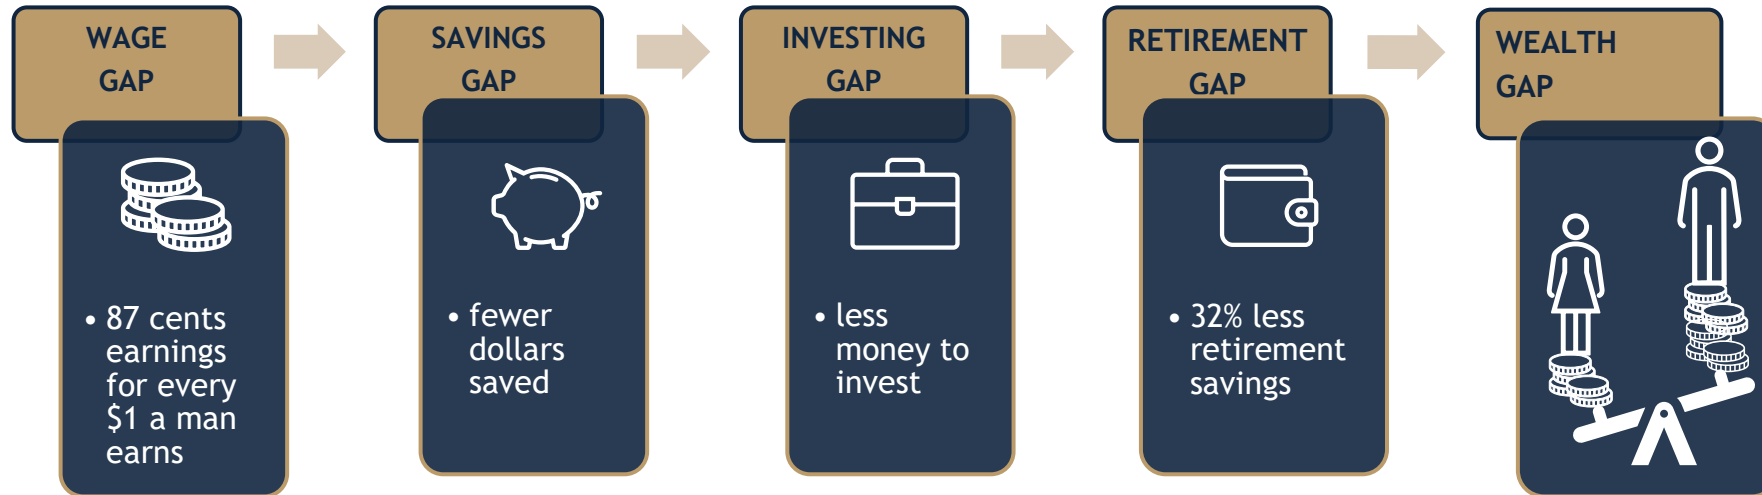 WAGE
GAP
• 87 cents
earnings
for every
$1 a man
earns
SAVINGS
GAP
• fewer
dollars
saved
INVESTING
GAP
• less
money to
invest
RETIREMENT
GAP
• 32% less
retirement
savings
WEALTH
GAP